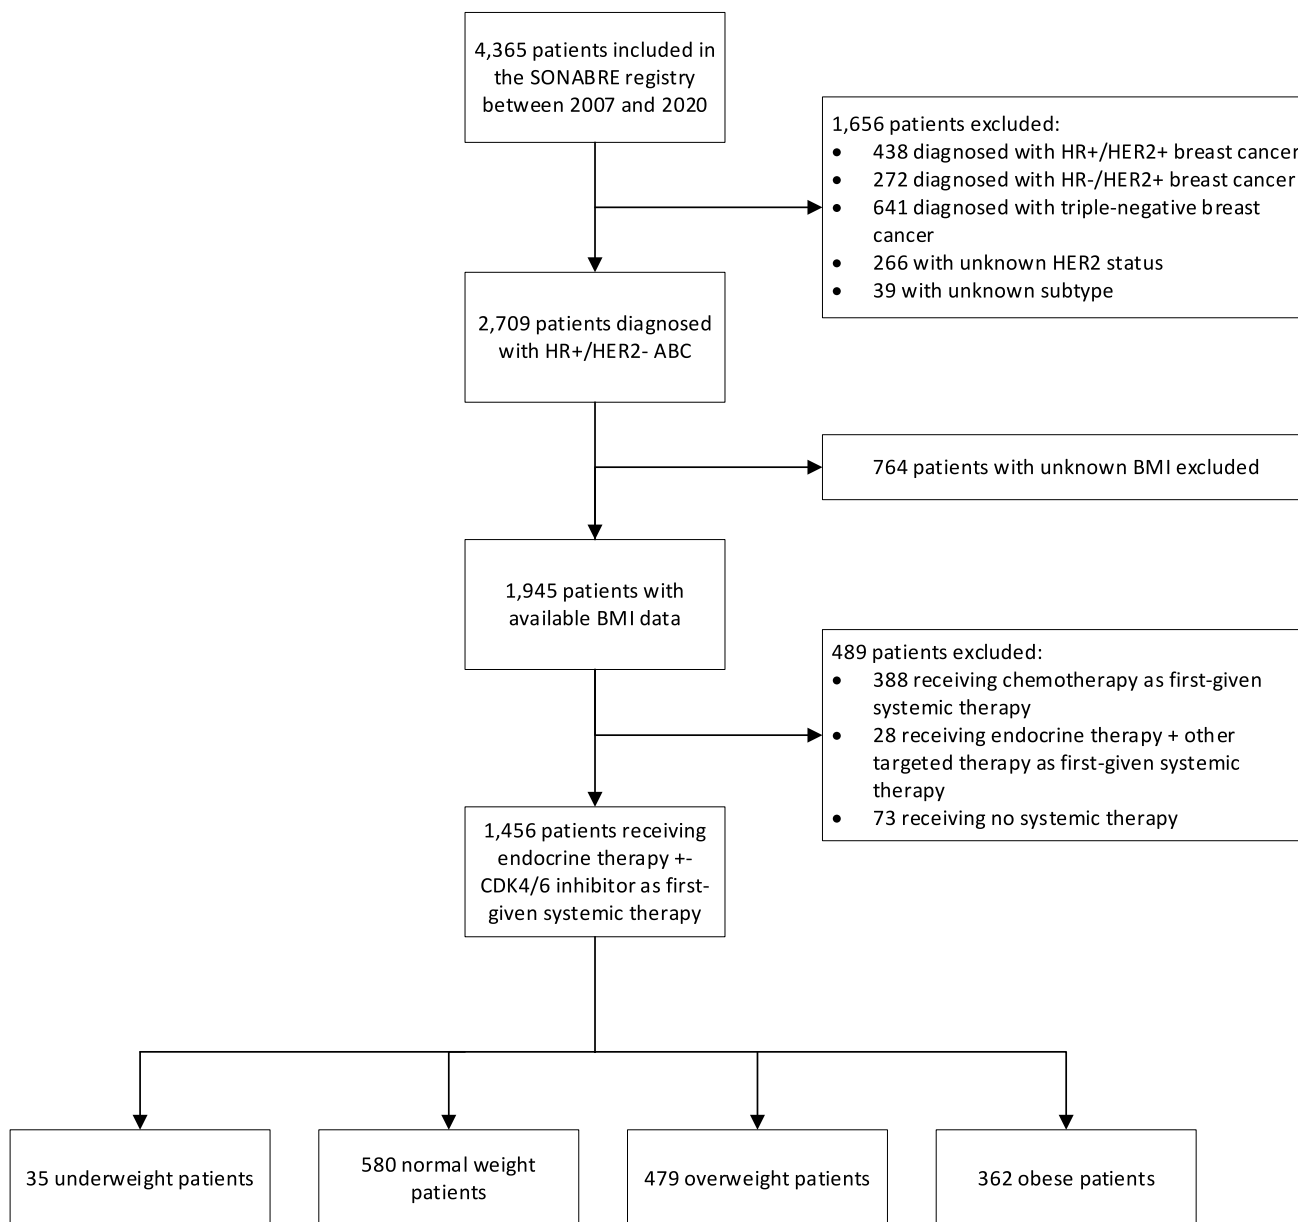 4,365 patients included in
the SONABRE registry
between 2007 and 2020
1,656 patients excluded:
• 438 diagnosed with HR+/HER2+ breast cancer
• 272 diagnosed with HR-/HER2+ breast cancer
• 641 diagnosed with triple-negative breast
cancer
• 266 with unknown HER2 status
• 39 with unknown subtype
2,709 patients diagnosed
with HR+/HER2- ABC
764 patients with unknown BMI excluded
1,945 patients with
available BMI data
489 patients excluded:
• 388 receiving chemotherapy as first-given
systemic therapy
• 28 receiving endocrine therapy + other
targeted therapy as first-given systemic
therapy
• 73 receiving no systemic therapy
1,456 patients receiving
endocrine therapy +-
CDK4/6 inhibitor as first-
given systemic therapy
35 underweight patients
580 normal weight
patients
479 overweight patients
362 obese patients